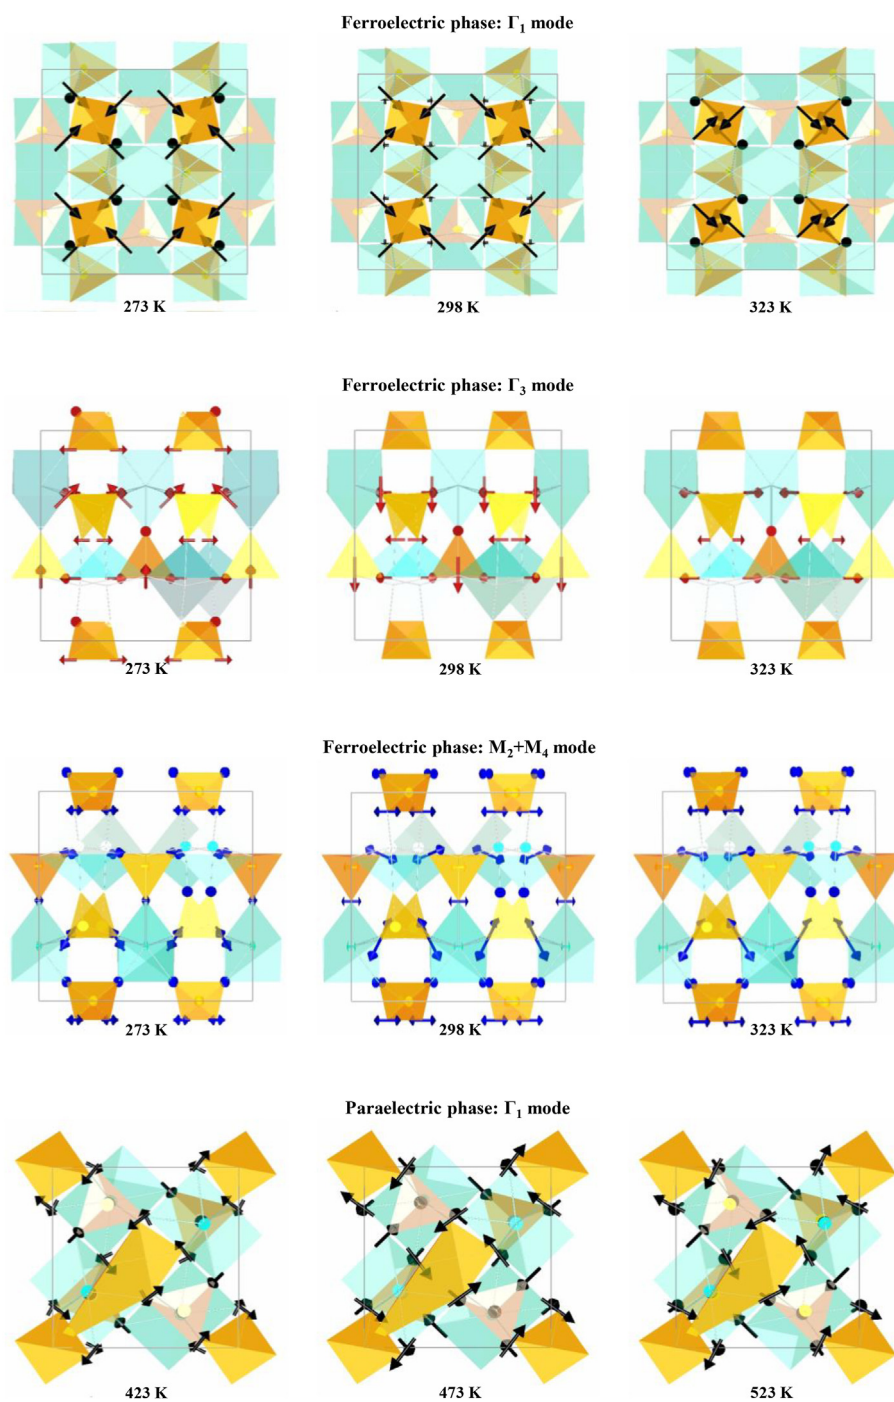 Ferroelectric phase: Γ₁ mode
273 K 298 K 323 K
Ferroelectric phase: Γ₃ mode
273 K 298 K 323 K
Ferroelectric phase: M₂+M₄ mode
273 K 298 K 323 K
Paraelectric phase: Γ₁ mode
423 K 473 K 523 K